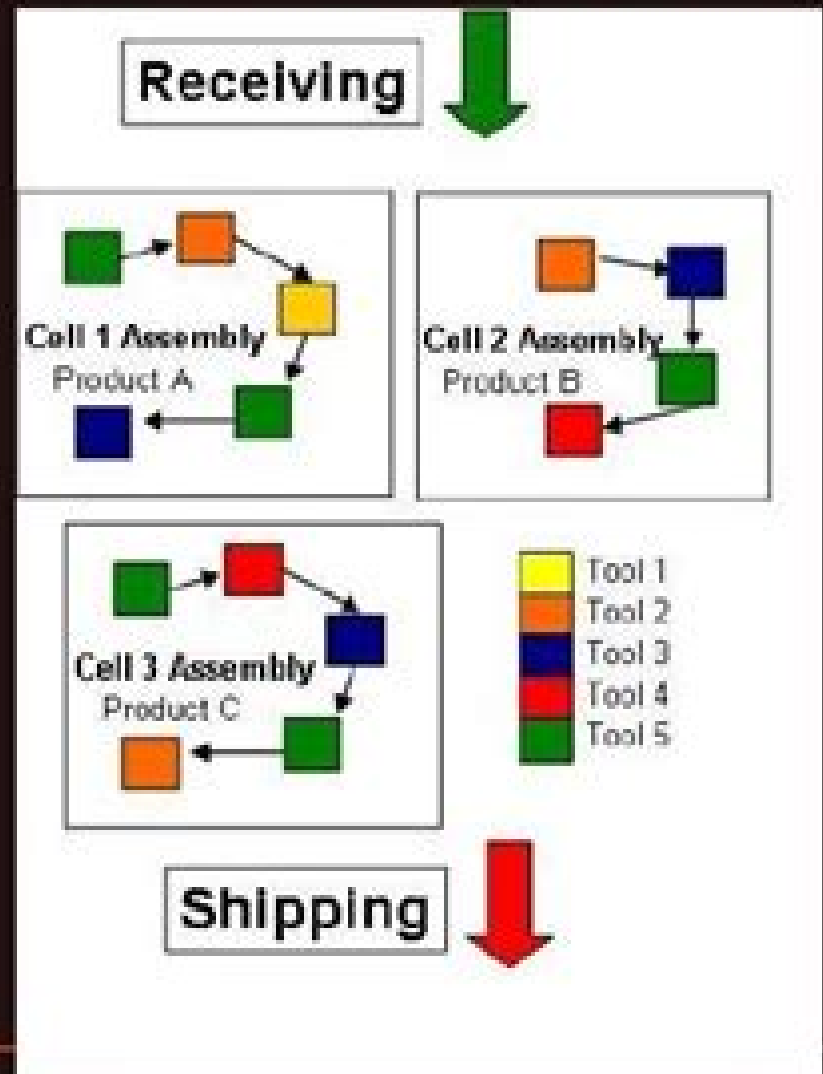 Receiving
Cell 1 Assembly
Product A
Cell 2 Assembly
Product B
Cell 3 Assembly
Product C
Tool 1
Tool 2
Tool 3
Tool 4
Tool 5
Shipping